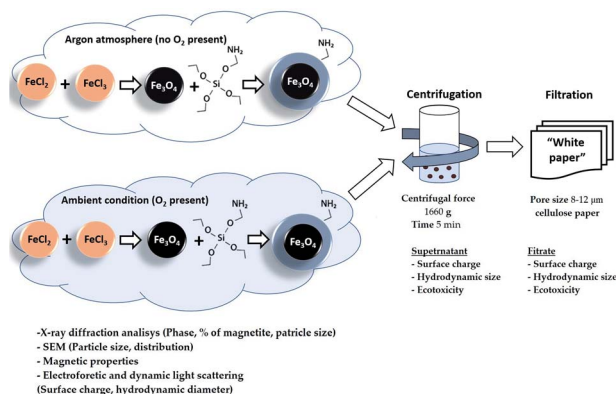 Argon atmosphere (no O2 present)
FeCl2
+
FeCl3
Fe3O4
+
NH2
O
O
Si
O
O
Fe3O4
NH2
Ambient condition (O2 present)
FeCl2
+
FeCl3
Fe3O4
+
NH2
O
O
Si
O
O
Fe3O4
NH2
-X-ray diffraction analisys (Phase, % of magnetite, patricle size)
- SEM (Particle size, distribution)
- Magnetic properties
- Electroforetic and dynamic light scattering
(Surface charge, hydrodynamic diameter)
Centrifugation
Centrifugal force
1660 g
Time 5 min
Supetrnatant
- Surface charge
- Hydrodynamic size
- Ecotoxicity
Filtration
“White
paper”
Pore size 8-12 µm
cellulose paper
Fitrate
- Surface charge
- Hydrodynamic size
- Ecotoxicity